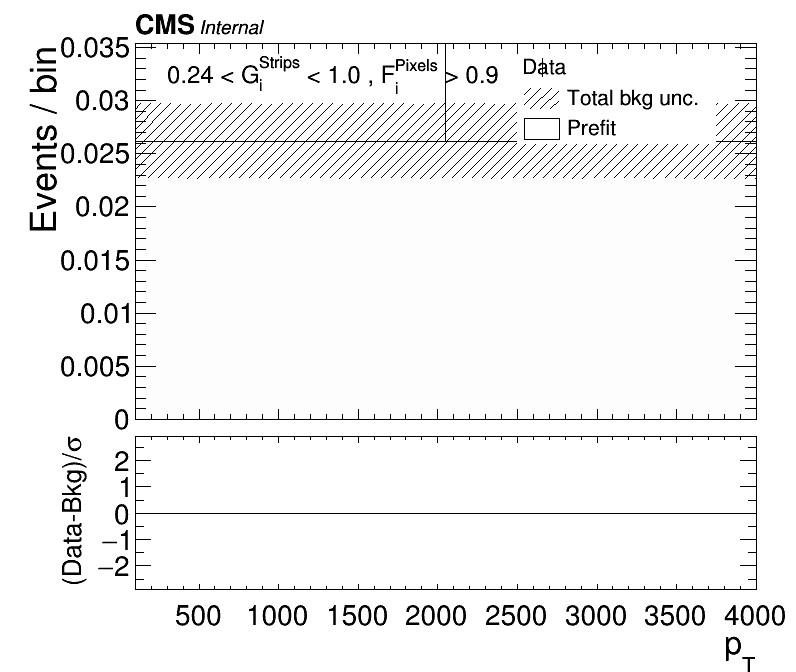 CMS Internal
0.24 < G_i^Strips < 1.0 , F_i^Pixels > 0.9
Data
Total bkg unc.
Prefit
Events / bin
0.035
0.03
0.025
0.02
0.015
0.01
0.005
0
(Data-Bkg)/σ
2
1
0
−1
−2
500 1000 1500 2000 2500 3000 3500 4000
p_T